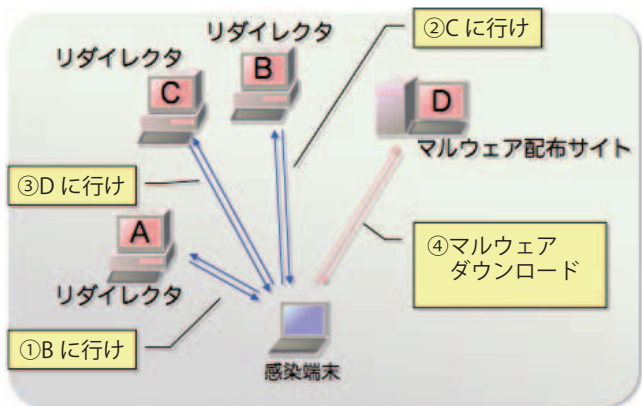 リダイレクタ
B
②C に行け
リダイレクタ
C
D
マルウェア配布サイト
③D に行け
A
リダイレクタ
④マルウェア
ダウンロード
①B に行け
感染端末